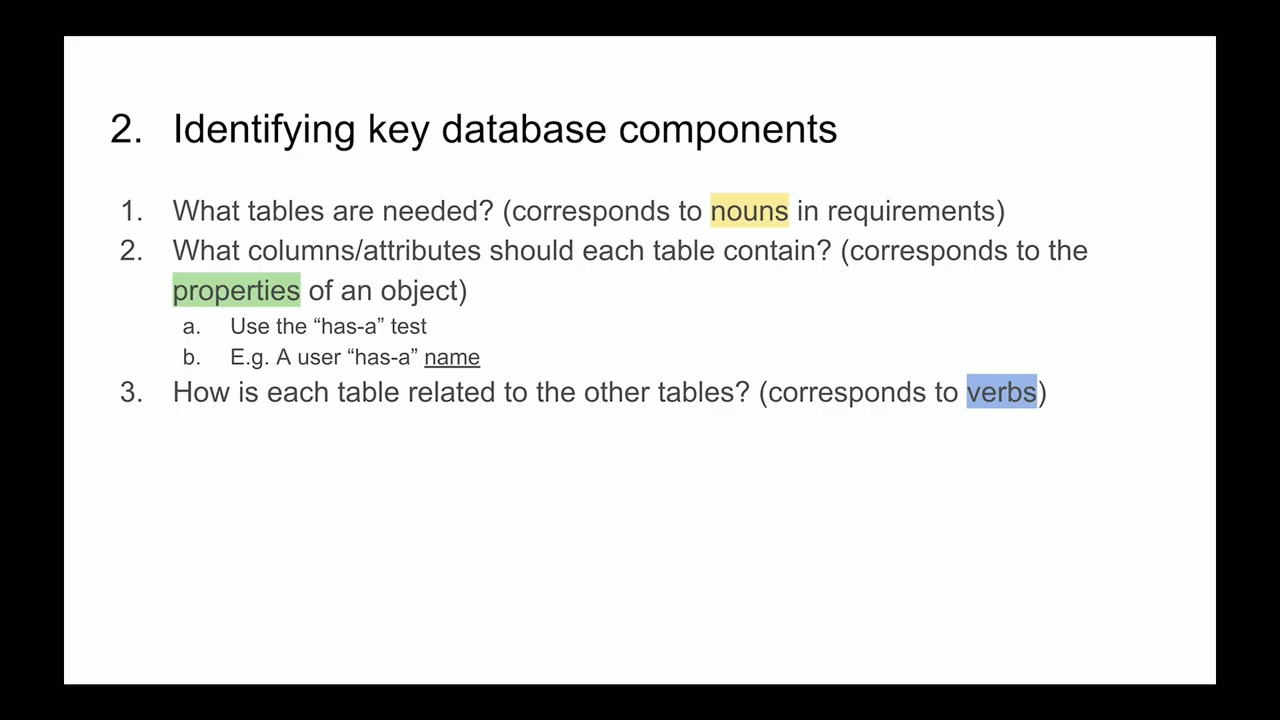 2. Identifying key database components
1. What tables are needed? (corresponds to nouns in requirements)
2. What columns/attributes should each table contain? (corresponds to the
properties of an object)
a. Use the “has-a” test
b. E.g. A user “has-a” name
3. How is each table related to the other tables? (corresponds to verbs)